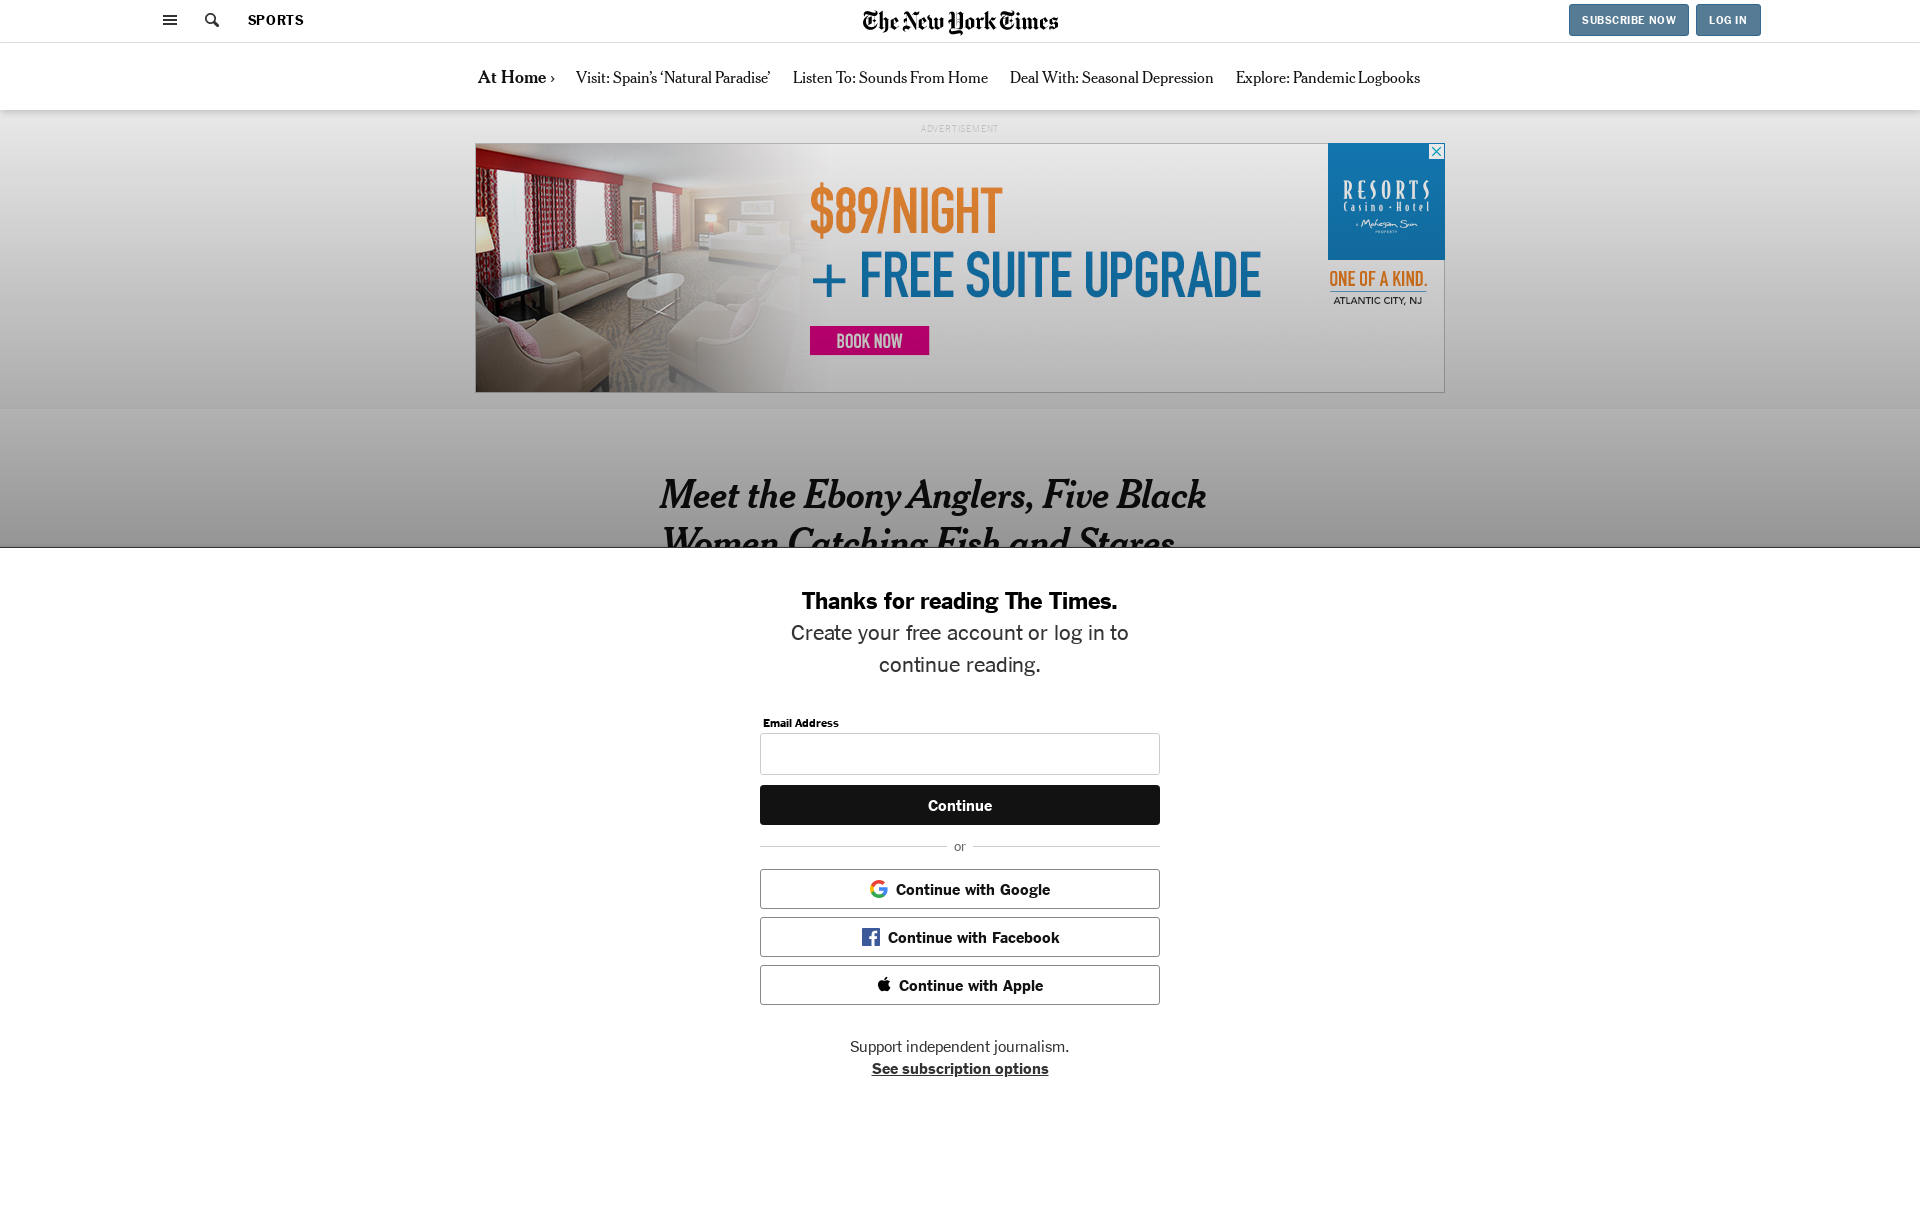 SPORTS
The New York Times
SUBSCRIBE NOW
LOG IN
At Home ›
Visit: Spain’s ‘Natural Paradise’
Listen To: Sounds From Home
Deal With: Seasonal Depression
Explore: Pandemic Logbooks
ADVERTISEMENT
$89/NIGHT
+ FREE SUITE UPGRADE
BOOK NOW
RESORTS
Casino • Hotel
a Mohegan Sun
PROPERTY
ONE OF A KIND.
ATLANTIC CITY, NJ
Meet the Ebony Anglers, Five Black
Women Catching Fish and Stares
Thanks for reading The Times.
Create your free account or log in to
continue reading.
Email Address
Continue
or
Continue with Google
Continue with Facebook
Continue with Apple
Support independent journalism.
See subscription options